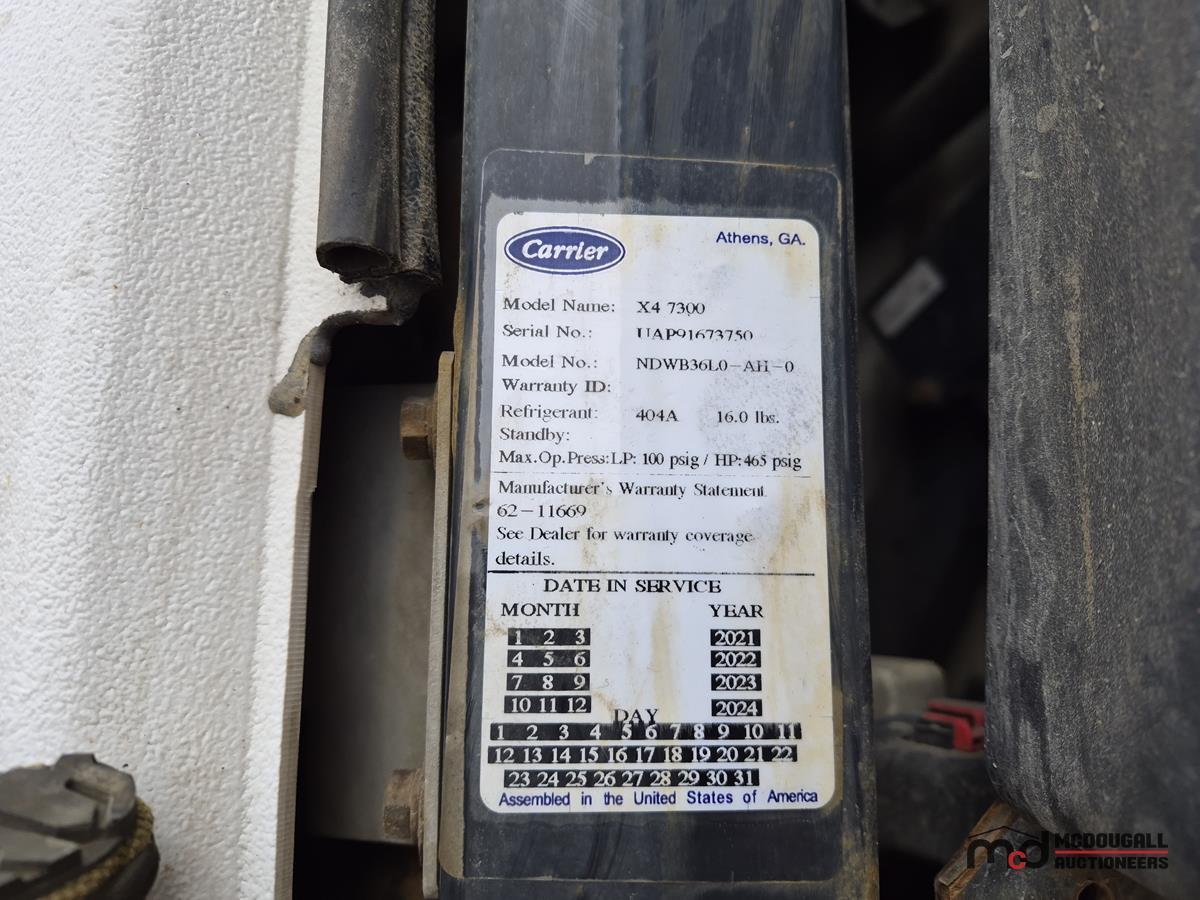 Carrier
Athens, GA.
Model Name: X4 7300
Serial No.: UAP91673750
Model No.: NDWB36L0-AH-0
Warranty ID:
Refrigerant: 404A 16.0 lbs.
Standby:
Max.Op.Press:LP: 100 psig / HP:465 psig
Manufacturer's Warranty Statement
62-11669
See Dealer for warranty coverage
details.
DATE IN SERVICE
MONTH YEAR
1 2 3 2021
4 5 6 2022
7 8 9 2023
10 11 12 2024
DAY
1 2 3 4 5 6 7 8 9 10 11
12 13 14 15 16 17 18 19 20 21 22
23 24 25 26 27 28 29 30 31
Assembled in the United States of America
mcd MCDOUGALL
AUCTIONEERS